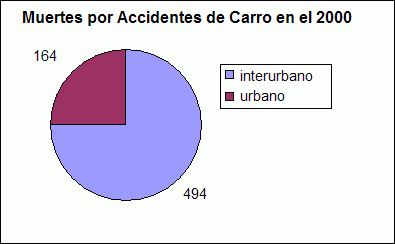 Muertes por Accidentes de Carro en el 2000
164
interurbano
urbano
494